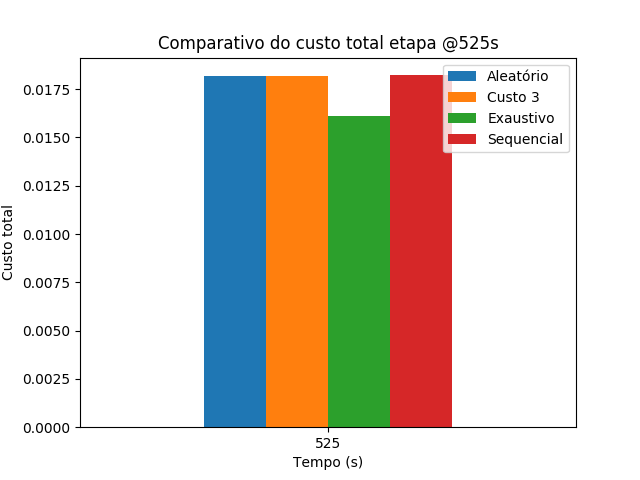 Comparativo do custo total etapa @525s
Aleatório
Custo 3
Exaustivo
Sequencial
0.0175
0.0150
0.0125
0.0100
0.0075
0.0050
0.0025
0.0000
Custo total
525
Tempo (s)